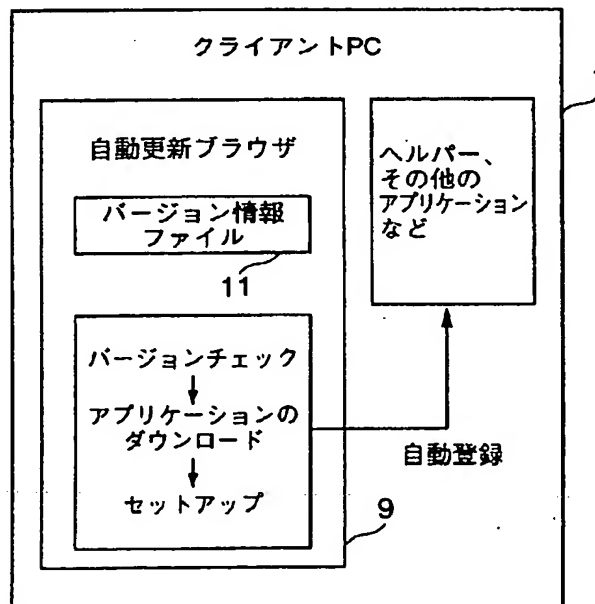 クライアントPC
自動更新ブラウザ
バージョン情報
ファイル
11
バージョンチェック
アプリケーションの
ダウンロード
セットアップ
9
ヘルパー、
その他の
アプリケーション
など
自動登録